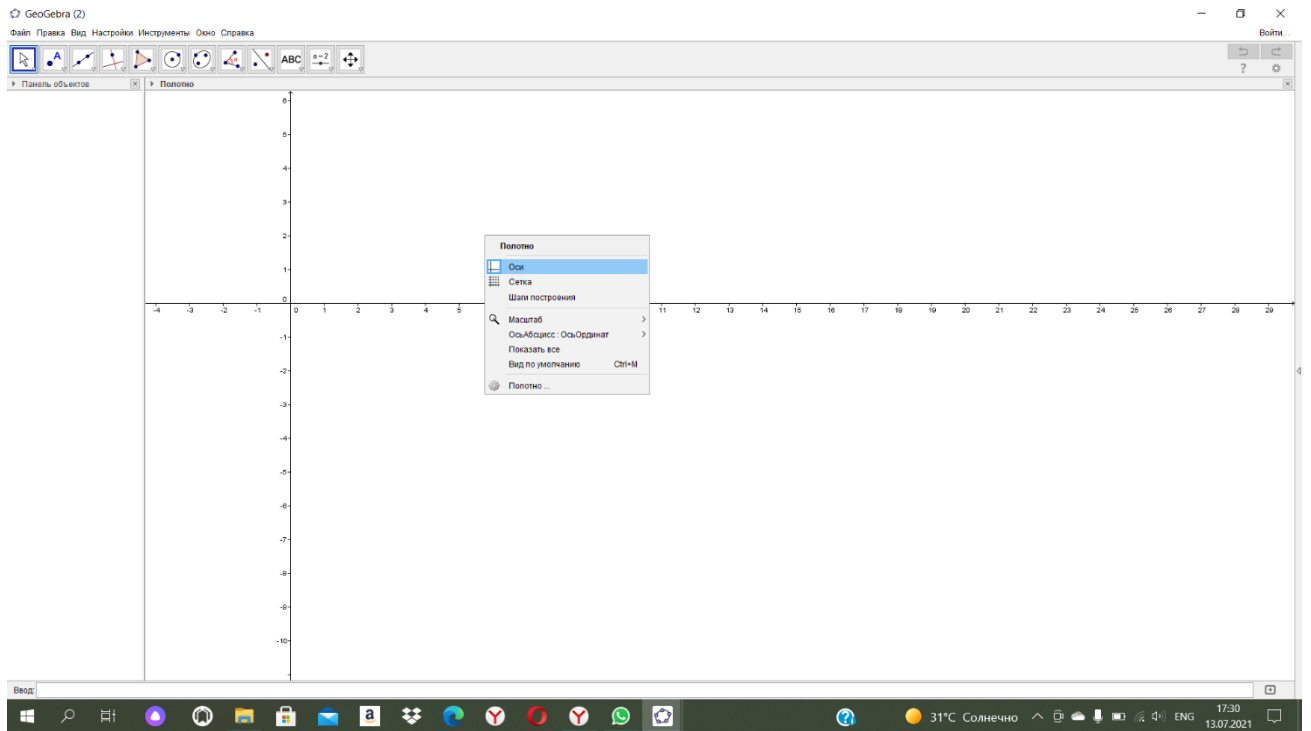 GeoGebra (2)
Файл Правка Вид Настройки Инструменты Окно Справка
Войти...
A
ABC
a=2
?
Панель объектов
Полотно
6
5
4
3
2
1
0
-4 -3 -2 -1 0 1 2 3 4 5 11 12 13 14 15 16 17 18 19 20 21 22 23 24 25 26 27 28 29
-1
-2
-3
-4
-5
-6
-7
-8
-9
-10
Полотно
Оси
Сетка
Шаги построения
Масштаб
ОсьАбсцисс : ОсьОрдинат
Показать все
Вид по умолчанию Ctrl+M
Полотно ...
Ввод:
31°C Солнечно
ENG
17:30
13.07.2021